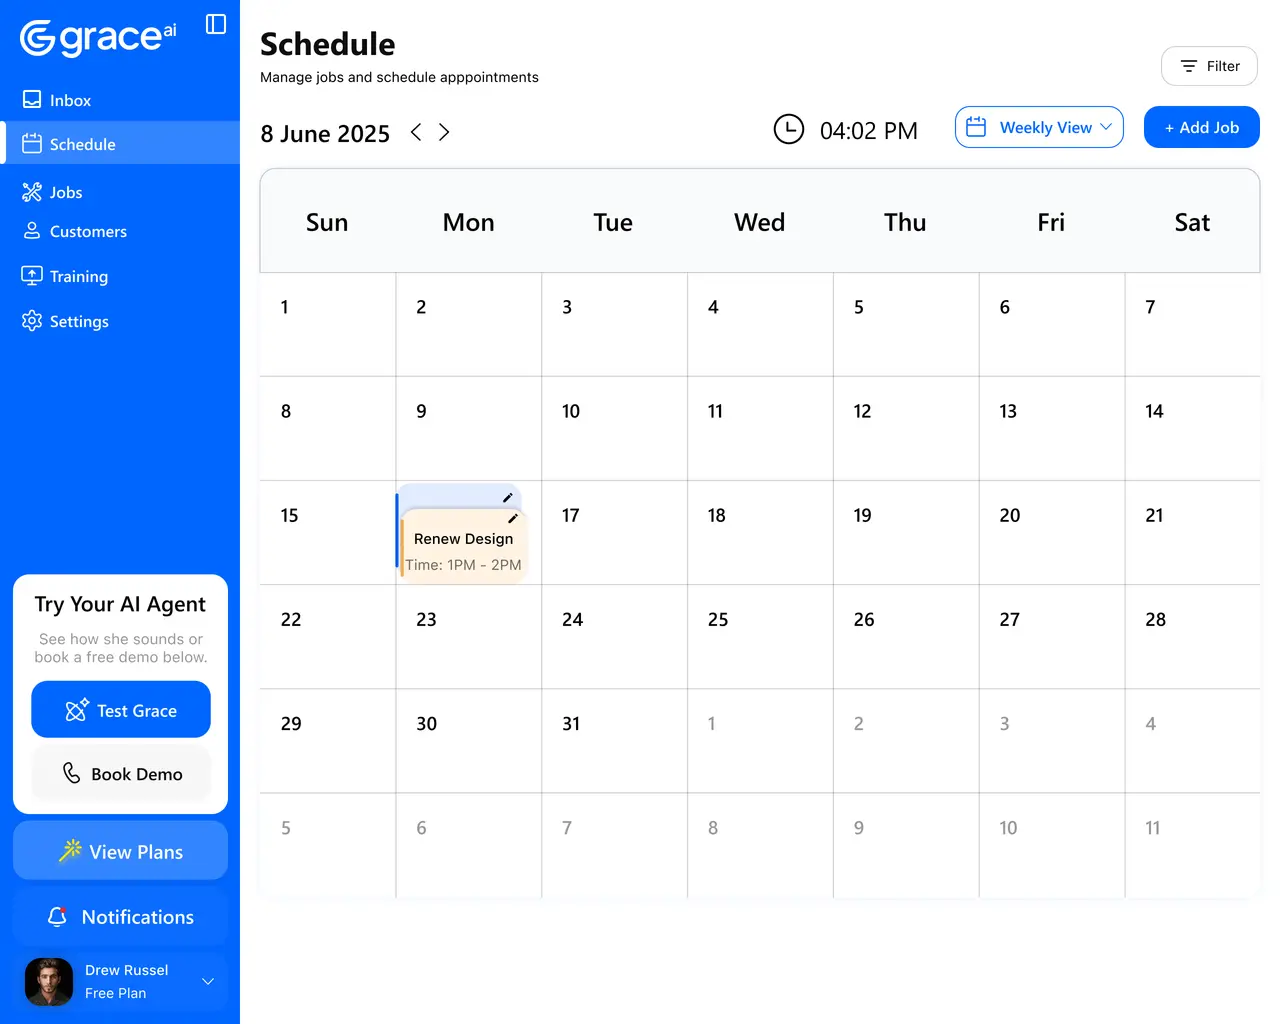 grace ai
Inbox
Schedule
Jobs
Customers
Training
Settings
Try Your AI Agent
See how she sounds or
book a free demo below.
Test Grace
Book Demo
View Plans
Notifications
Drew Russel
Free Plan
Schedule
Manage jobs and schedule apppointments
Filter
8 June 2025
04:02 PM
Weekly View
+ Add Job
Sun Mon Tue Wed Thu Fri Sat
1 2 3 4 5 6 7
8 9 10 11 12 13 14
15 17 18 19 20 21
Renew Design
Time: 1PM - 2PM
22 23 24 25 26 27 28
29 30 31 1 2 3 4
5 6 7 8 9 10 11